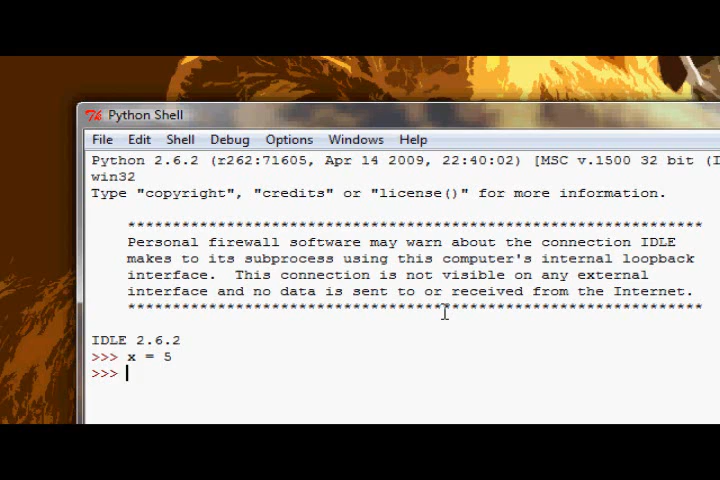 Python Shell
File Edit Shell Debug Options Windows Help
Python 2.6.2 (r262:71605, Apr 14 2009, 22:40:02) [MSC v.1500 32 bit (I
win32
Type "copyright", "credits" or "license()" for more information.
****************************************************************
Personal firewall software may warn about the connection IDLE
makes to its subprocess using this computer's internal loopback
interface.  This connection is not visible on any external
interface and no data is sent to or received from the Internet.
****************************************************************
IDLE 2.6.2
>>> x = 5
>>>